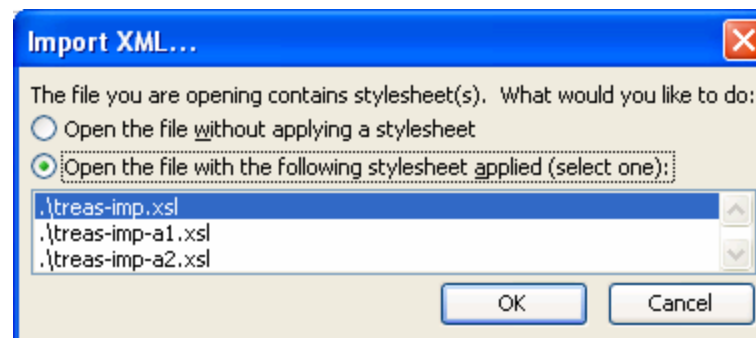 Import XML...
The file you are opening contains stylesheet(s). What would you like to do:
Open the file without applying a stylesheet
Open the file with the following stylesheet applied (select one):
.\treas-imp.xsl
.\treas-imp-a1.xsl
.\treas-imp-a2.xsl
OK Cancel